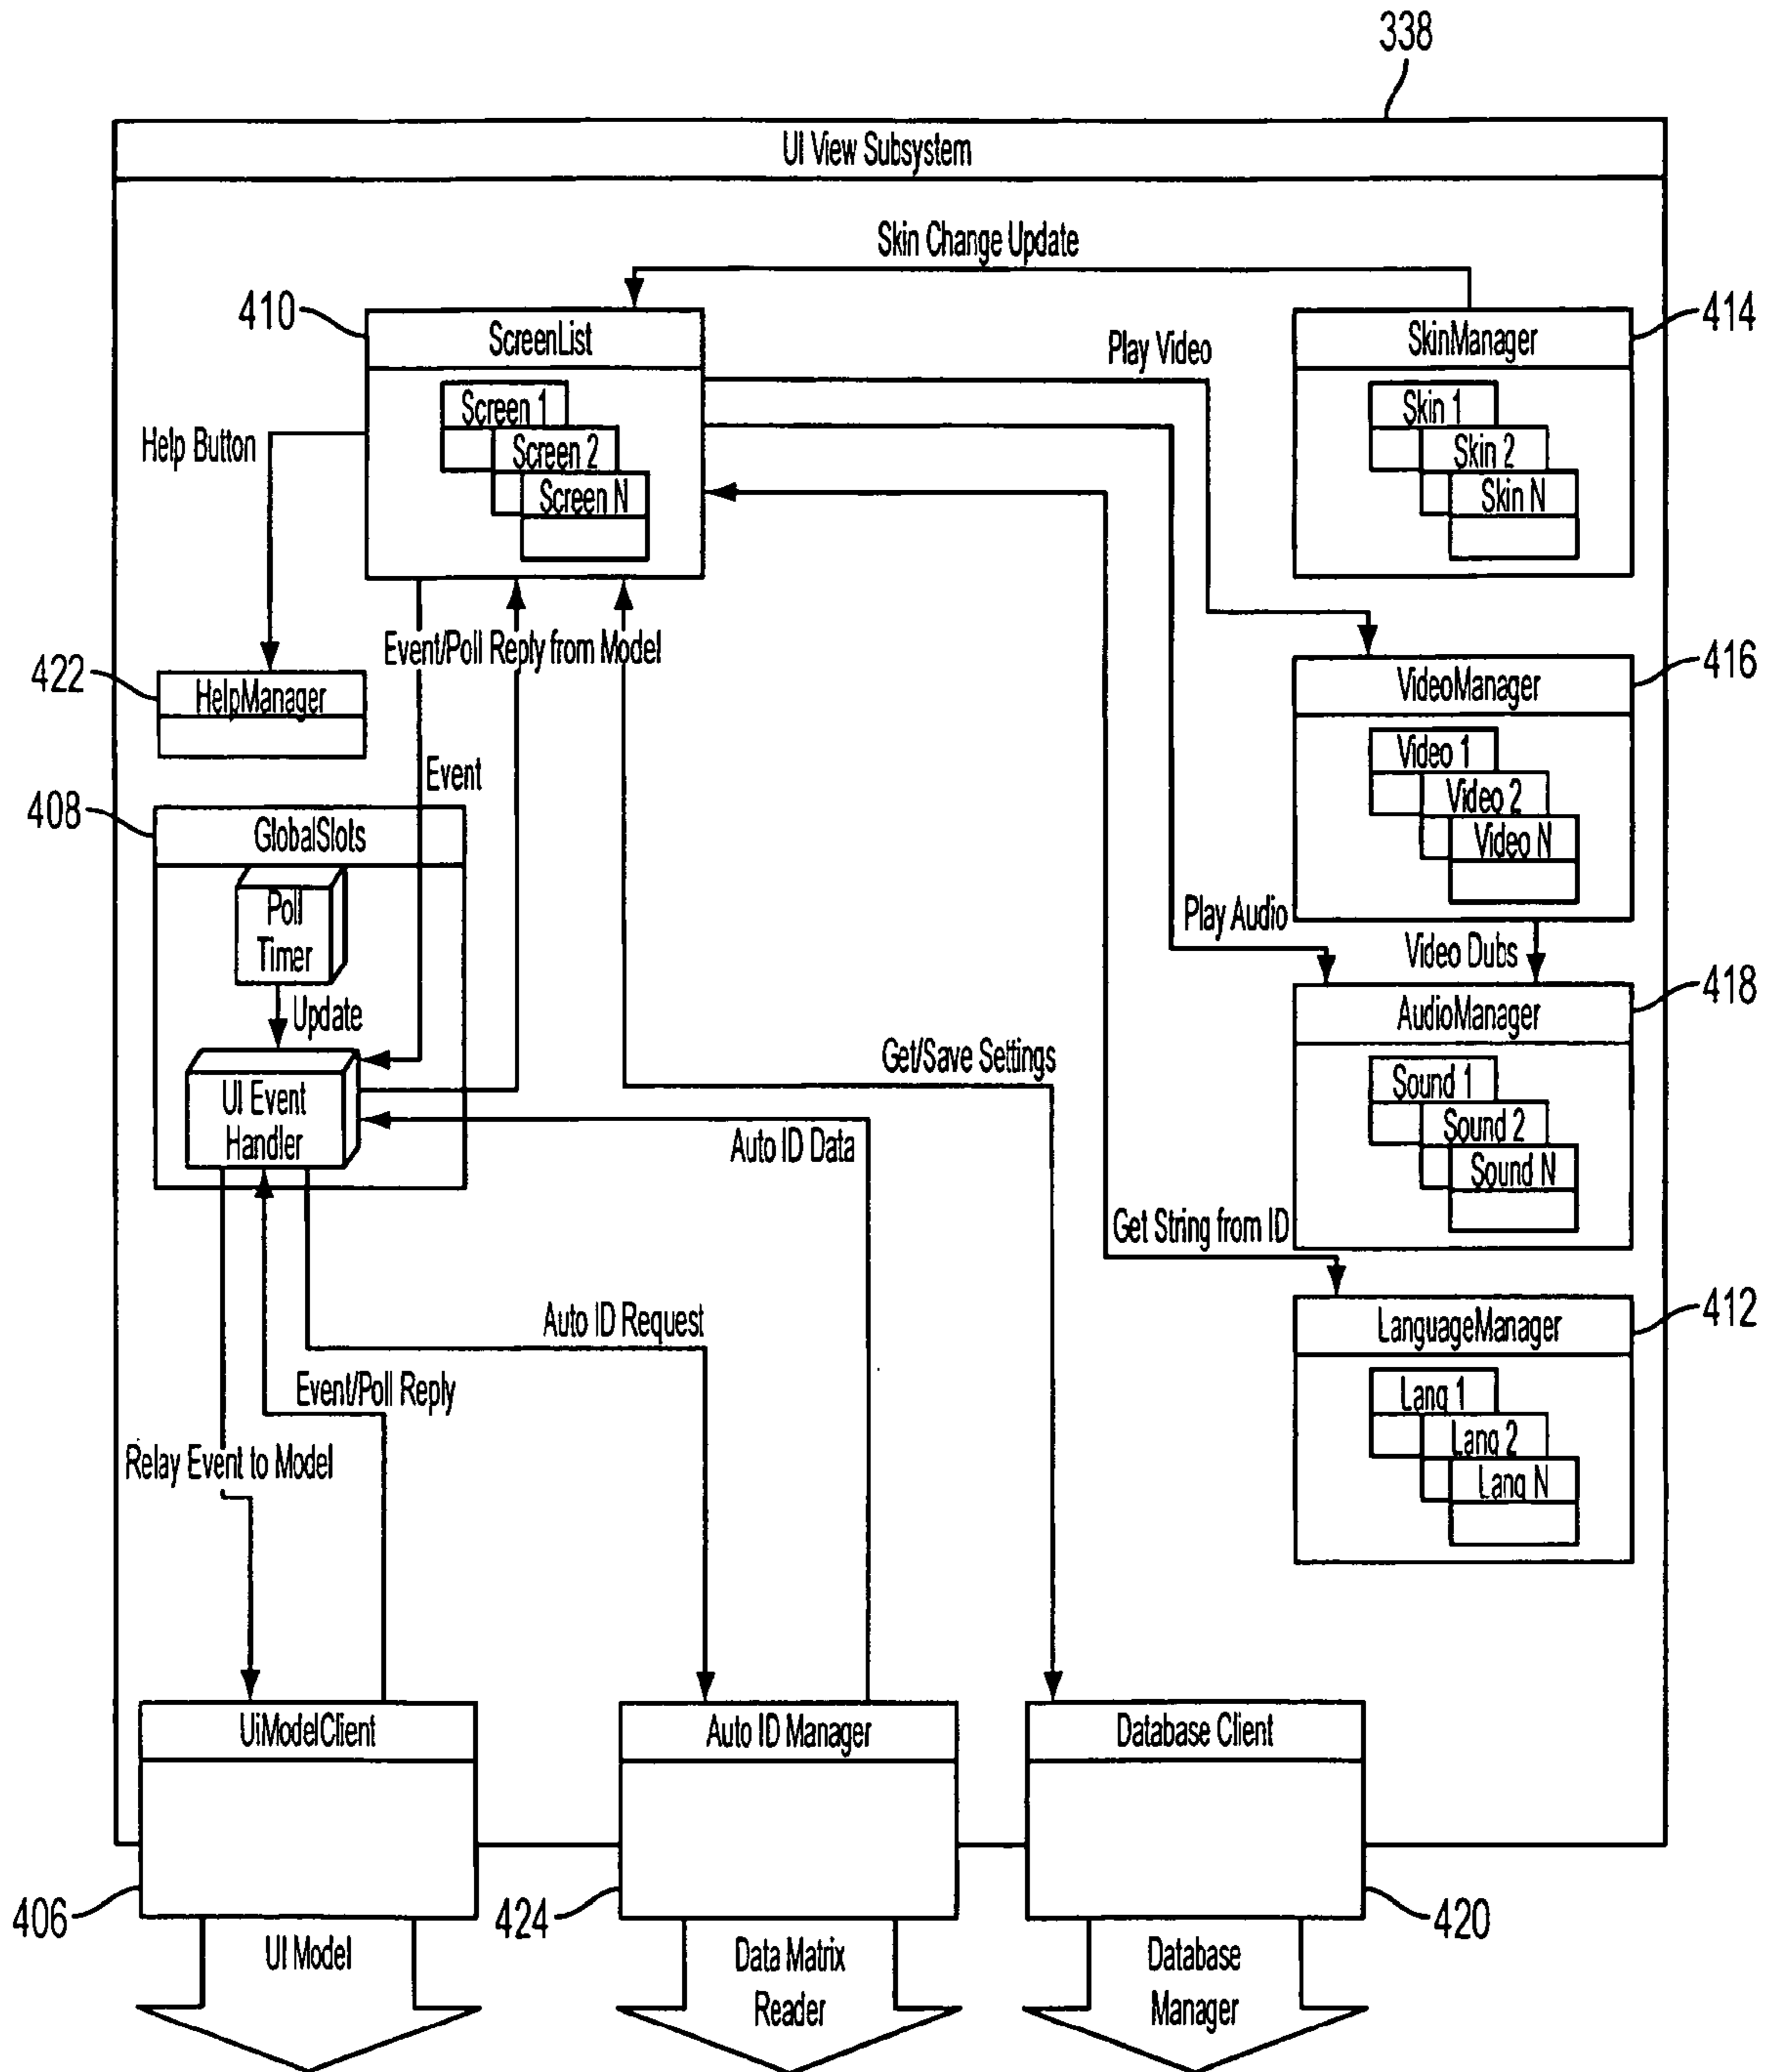 338
UI View Subsystem
Skin Change Update
410
ScreenList
Screen 1
Screen 2
Screen N
Play Video
414
SkinManager
Skin 1
Skin 2
Skin N
Help Button
Event/Poll Reply from Model
422
HelpManager
416
VideoManager
Video 1
Video 2
Video N
Event
408
GlobalSlots
Poll
Timer
Update
UI Event
Handler
Play Audio
Video Dubs
418
AudioManager
Sound 1
Sound 2
Sound N
Get/Save Settings
Auto ID Data
Get String from ID
412
LanguageManager
Lang 1
Lang 2
Lang N
Auto ID Request
Event/Poll Reply
Relay Event to Model
UiModelClient
Auto ID Manager
Database Client
406
424
420
UI Model
Data Matrix
Reader
Database
Manager